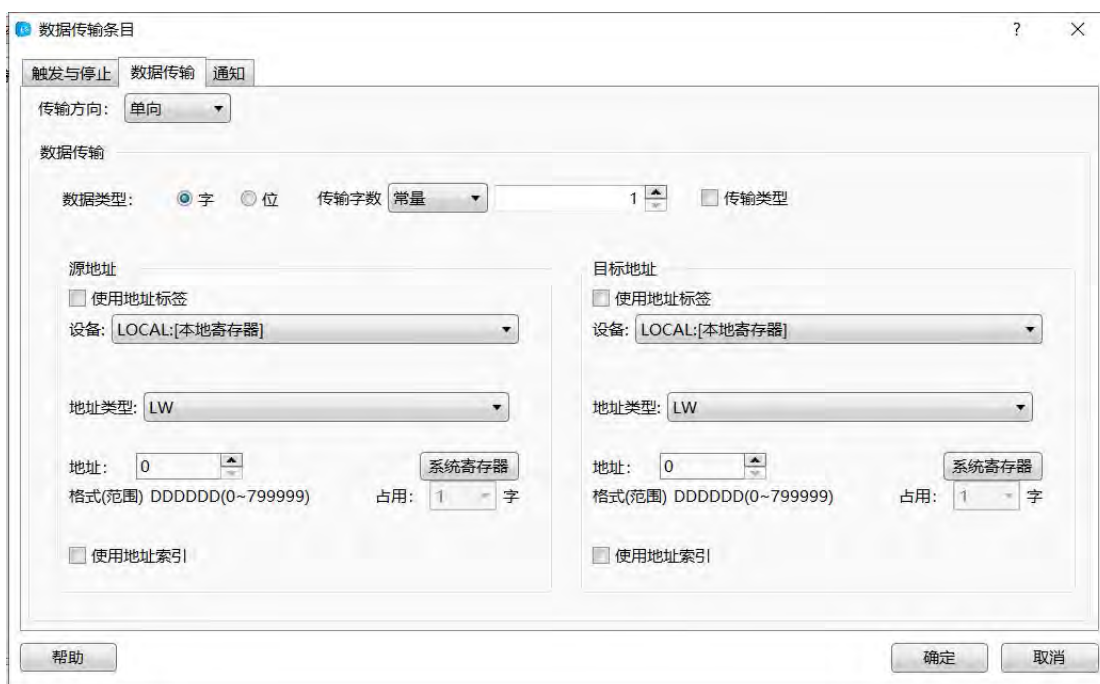 数据传输条目
触发与停止 数据传输 通知
传输方向: 单向
数据传输
数据类型: 字 位 传输字数 常量 1 传输类型
源地址
使用地址标签
设备: LOCAL:[本地寄存器]
地址类型: LW
地址: 0 系统寄存器
格式(范围) DDDDDD(0~799999) 占用: 1 字
使用地址索引
目标地址
使用地址标签
设备: LOCAL:[本地寄存器]
地址类型: LW
地址: 0 系统寄存器
格式(范围) DDDDDD(0~799999) 占用: 1 字
使用地址索引
帮助 确定 取消